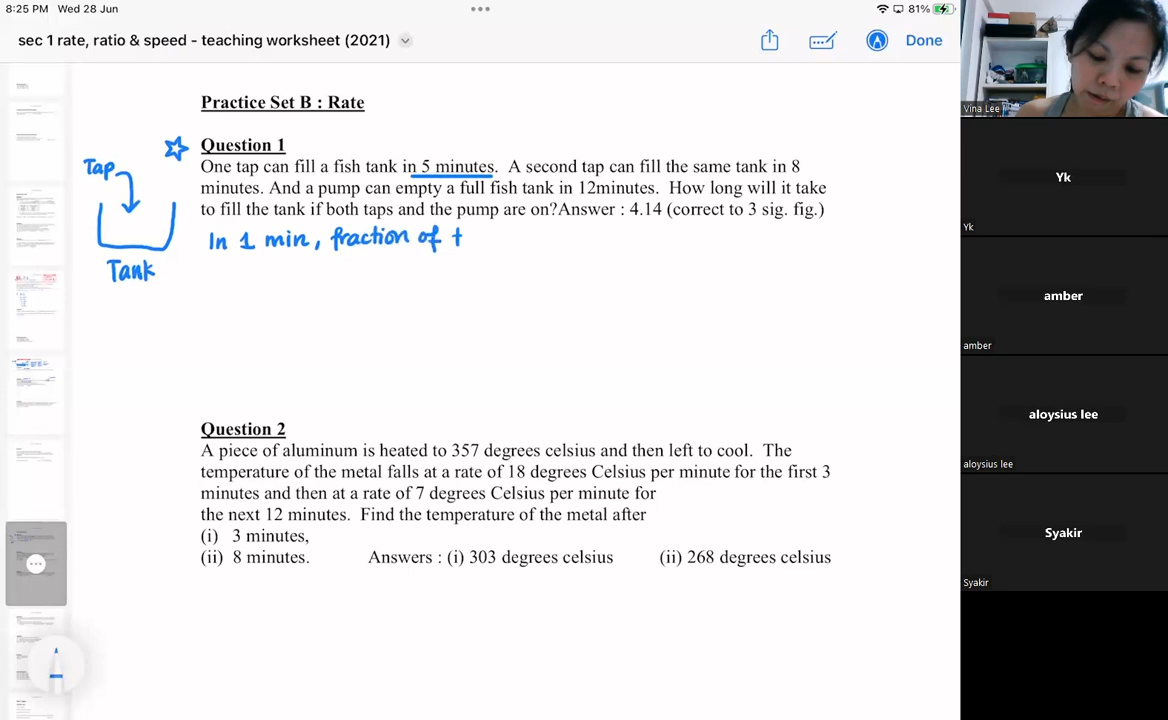 8:25 PM Wed 28 Jun
81%
sec 1 rate, ratio & speed - teaching worksheet (2021)
Done
Practice Set B : Rate
Question 1
One tap can fill a fish tank in 5 minutes. A second tap can fill the same tank in 8
minutes. And a pump can empty a full fish tank in 12minutes. How long will it take
to fill the tank if both taps and the pump are on?Answer : 4.14 (correct to 3 sig. fig.)
Tap
In 1 min, fraction of t
Tank
Question 2
A piece of aluminum is heated to 357 degrees celsius and then left to cool. The
temperature of the metal falls at a rate of 18 degrees Celsius per minute for the first 3
minutes and then at a rate of 7 degrees Celsius per minute for
the next 12 minutes. Find the temperature of the metal after
(i) 3 minutes,
(ii) 8 minutes. Answers : (i) 303 degrees celsius (ii) 268 degrees celsius
Vina Lee
Yk
Yk
amber
amber
aloysius lee
aloysius lee
Syakir
Syakir